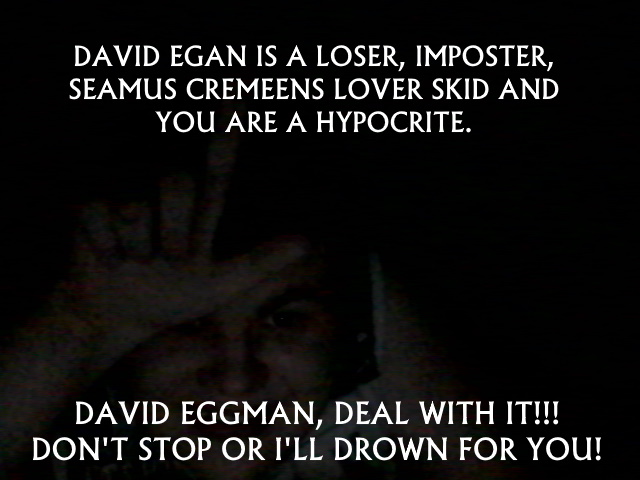 DAVID EGAN IS A LOSER, IMPOSTER,
SEAMUS CREMEENS LOVER SKID AND
YOU ARE A HYPOCRITE.
DAVID EGGMAN, DEAL WITH IT!!!
DON'T STOP OR I'LL DROWN FOR YOU!